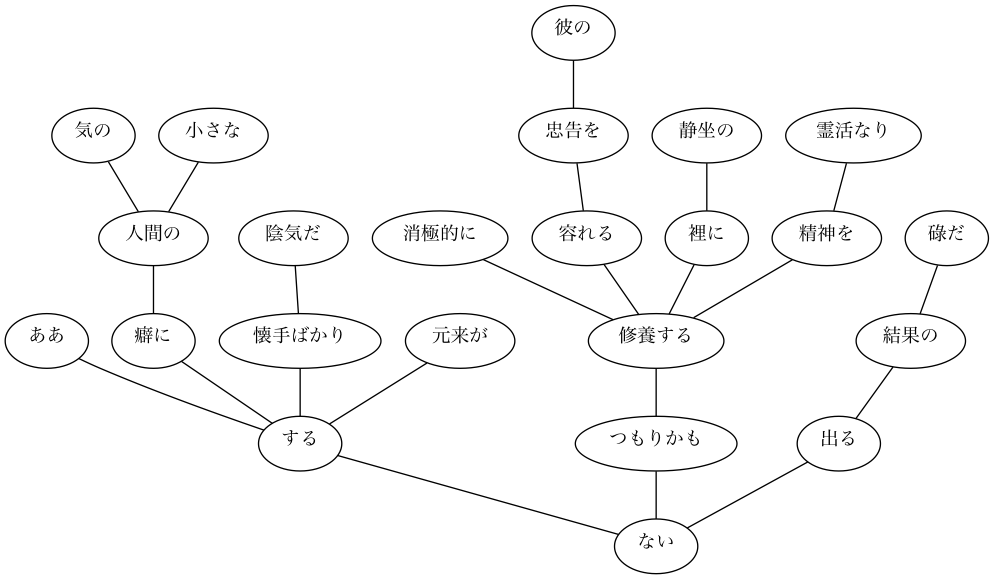 彼の
気の
小さな
忠告を
静坐の
霊活なり
人間の
陰気だ
消極的に
容れる
裡に
精神を
碌だ
ああ
癖に
懐手ばかり
元来が
修養する
結果の
する
つもりかも
出る
ない